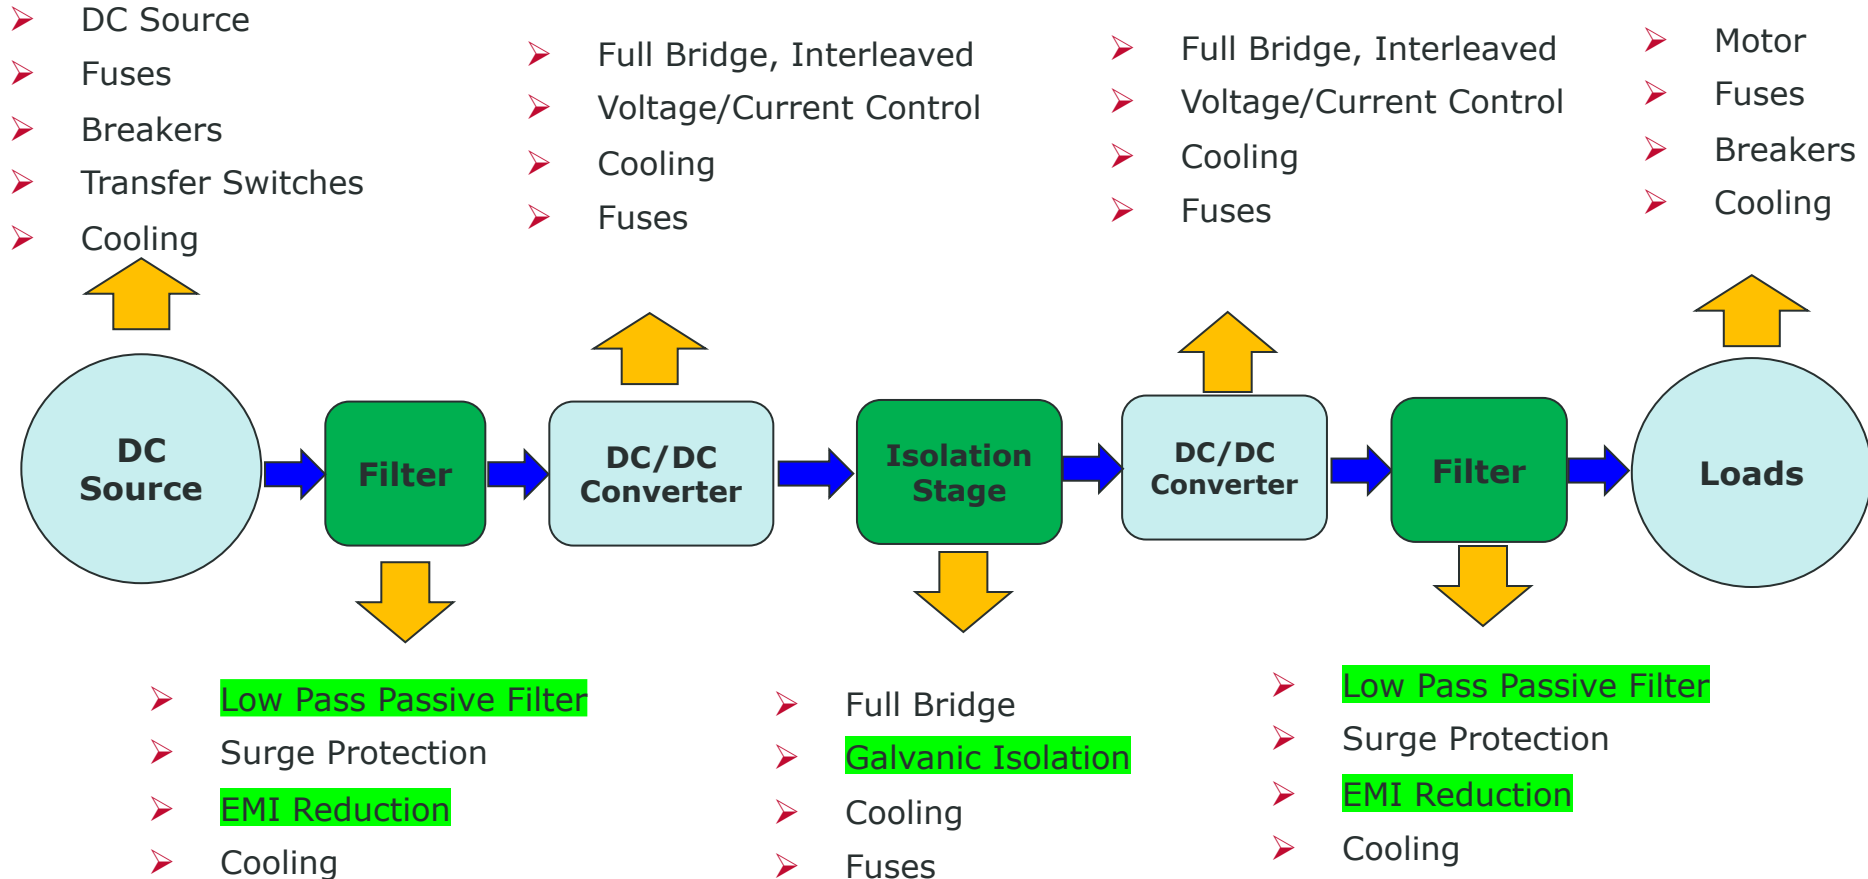 DC Source
Fuses
Breakers
Transfer Switches
Cooling
Full Bridge, Interleaved
Voltage/Current Control
Cooling
Fuses
Full Bridge, Interleaved
Voltage/Current Control
Cooling
Fuses
Motor
Fuses
Breakers
Cooling
DC
Source
Filter
DC/DC
Converter
Isolation
Stage
DC/DC
Converter
Filter
Loads
Low Pass Passive Filter
Surge Protection
EMI Reduction
Cooling
Full Bridge
Galvanic Isolation
Cooling
Fuses
Low Pass Passive Filter
Surge Protection
EMI Reduction
Cooling